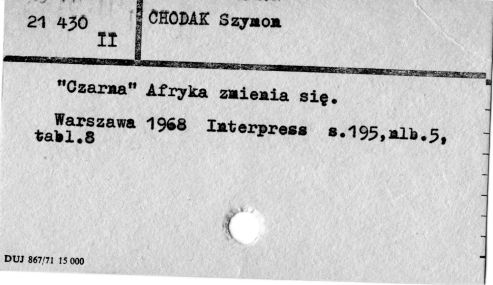 21 430
II
CHODAK Szymon
"Czarna" Afryka zmienia się.
Warszawa 1968 Interpress s.195,nlb.5,
tabl.8
DUJ 867/71 15 000